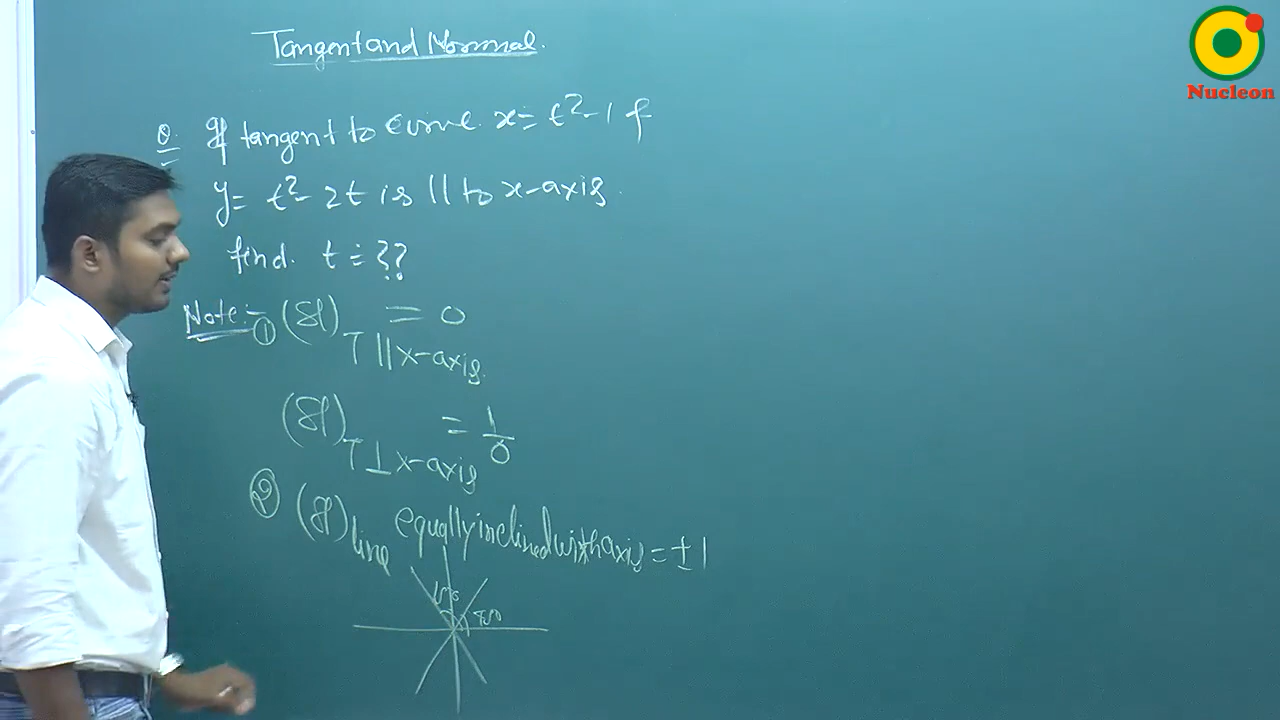 Tangent and Normal.
Nucleon
Q. If tangent to curve x = t²-1 &
y = t²- 2t is || to x-axis.
find. t = ??
Note:- ① (Sl) T || x-axis. = 0
(Sl) T ⊥ x-axis = 1/0
② (Sl) line equally inclined with axis = ±1